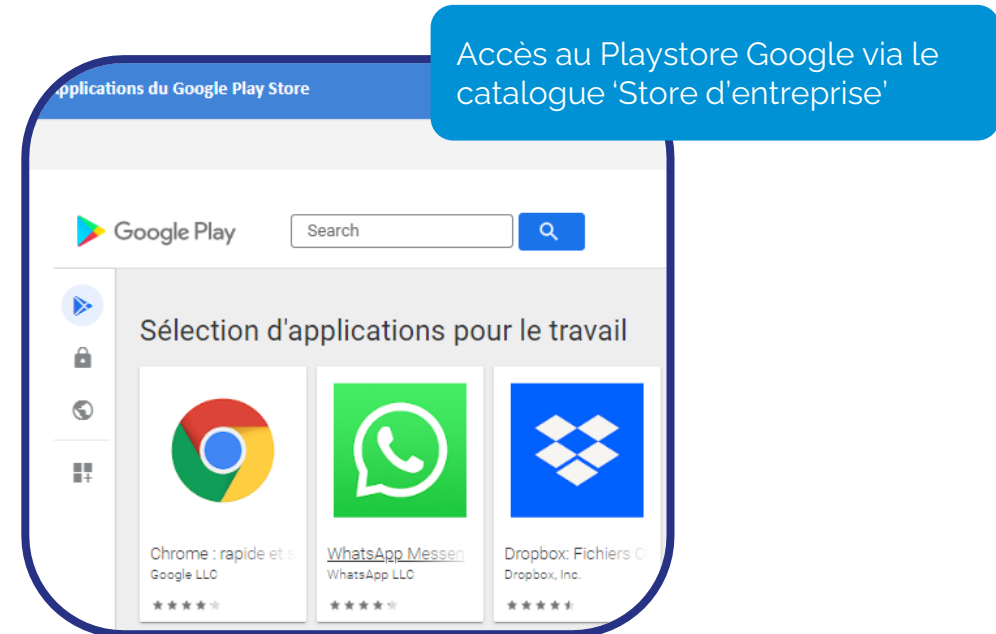 Accès au Playstore Google via le
catalogue ‘Store d’entreprise’
applications du Google Play Store
Google Play
Search
Sélection d'applications pour le travail
Chrome : rapide et s
Google LLC
WhatsApp Messen
WhatsApp LLC
Dropbox: Fichiers C
Dropbox, Inc.